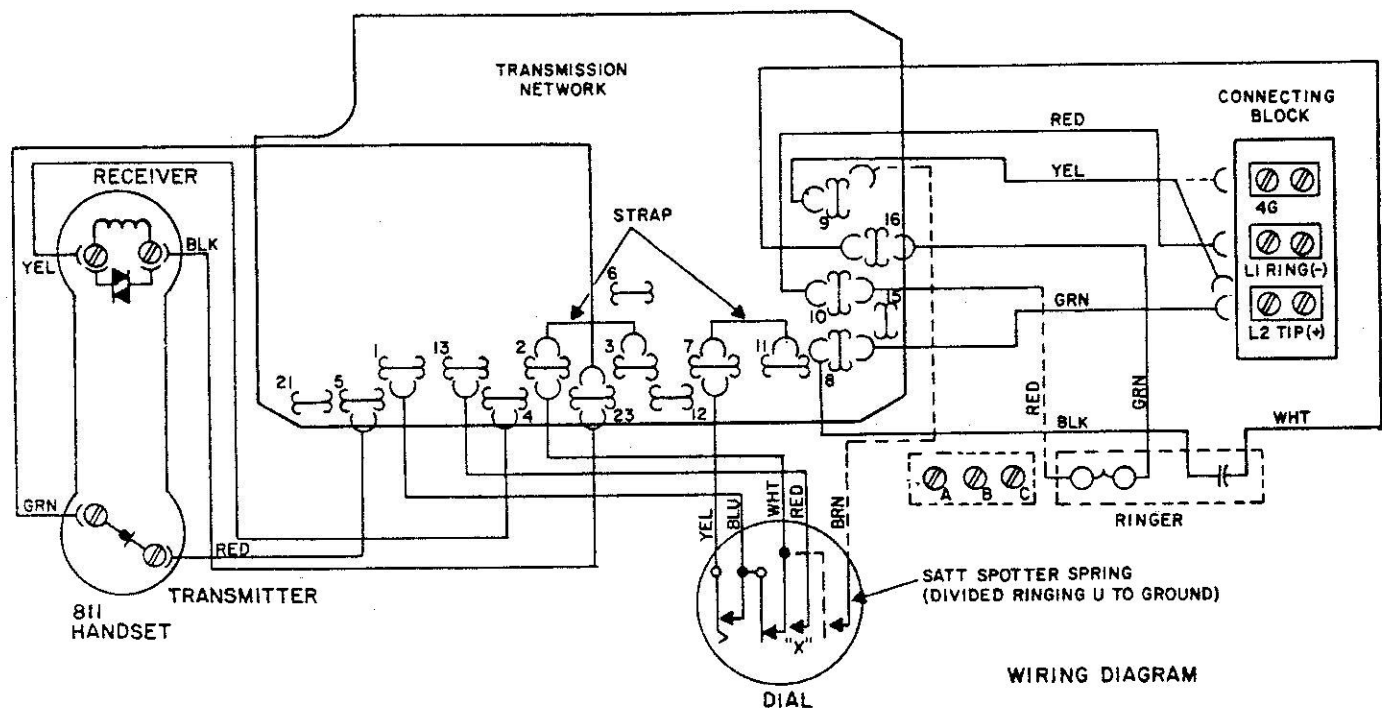 TRANSMISSION
NETWORK
CONNECTING
BLOCK
RED
YEL
4G
L1 RING(-)
L2 TIP(+)
GRN
RECEIVER
YEL
BLK
STRAP
9
16
6
10
15
1
13
2
3
7
11
8
21
5
4
23
12
RED
GRN
BLK
WHT
A
B
C
RINGER
GRN
RED
TRANSMITTER
811
HANDSET
YEL
BLU
WHT
RED
BRN
"X"
DIAL
SATT SPOTTER SPRING
(DIVIDED RINGING U TO GROUND)
WIRING DIAGRAM